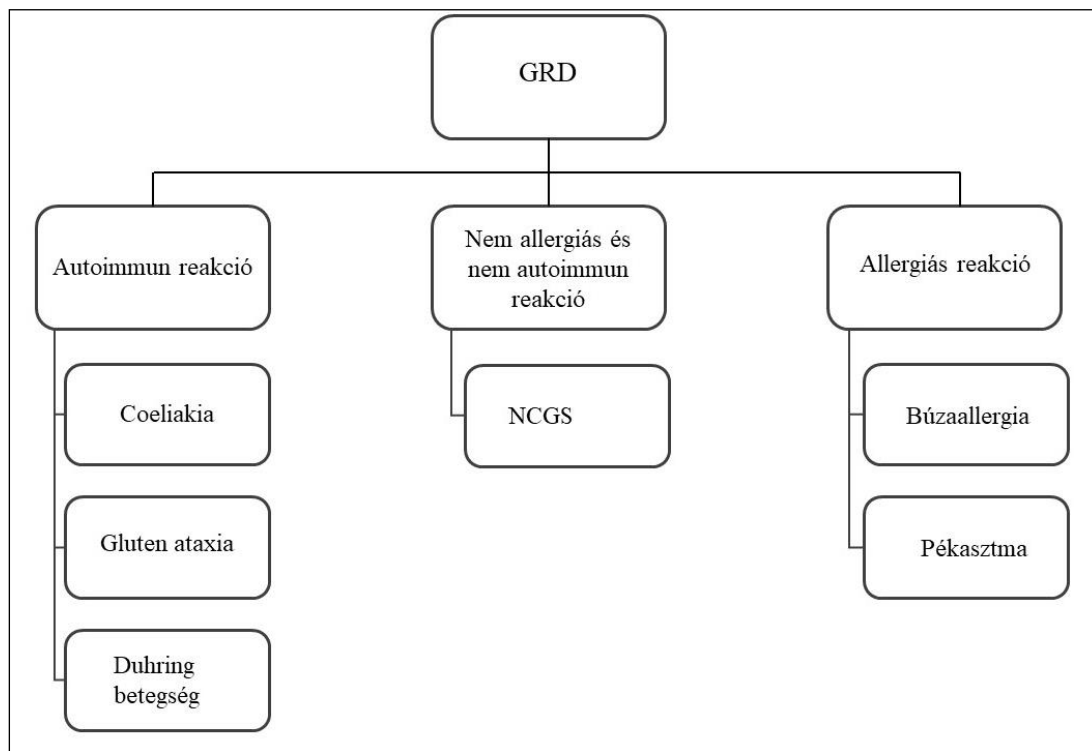 GRD
Autoimmun reakció
Nem allergiás és
nem autoimmun
reakció
Allergiás reakció
Coeliakia
NCGS
Búzaallergia
Gluten ataxia
Pékasztma
Duhring
betegség